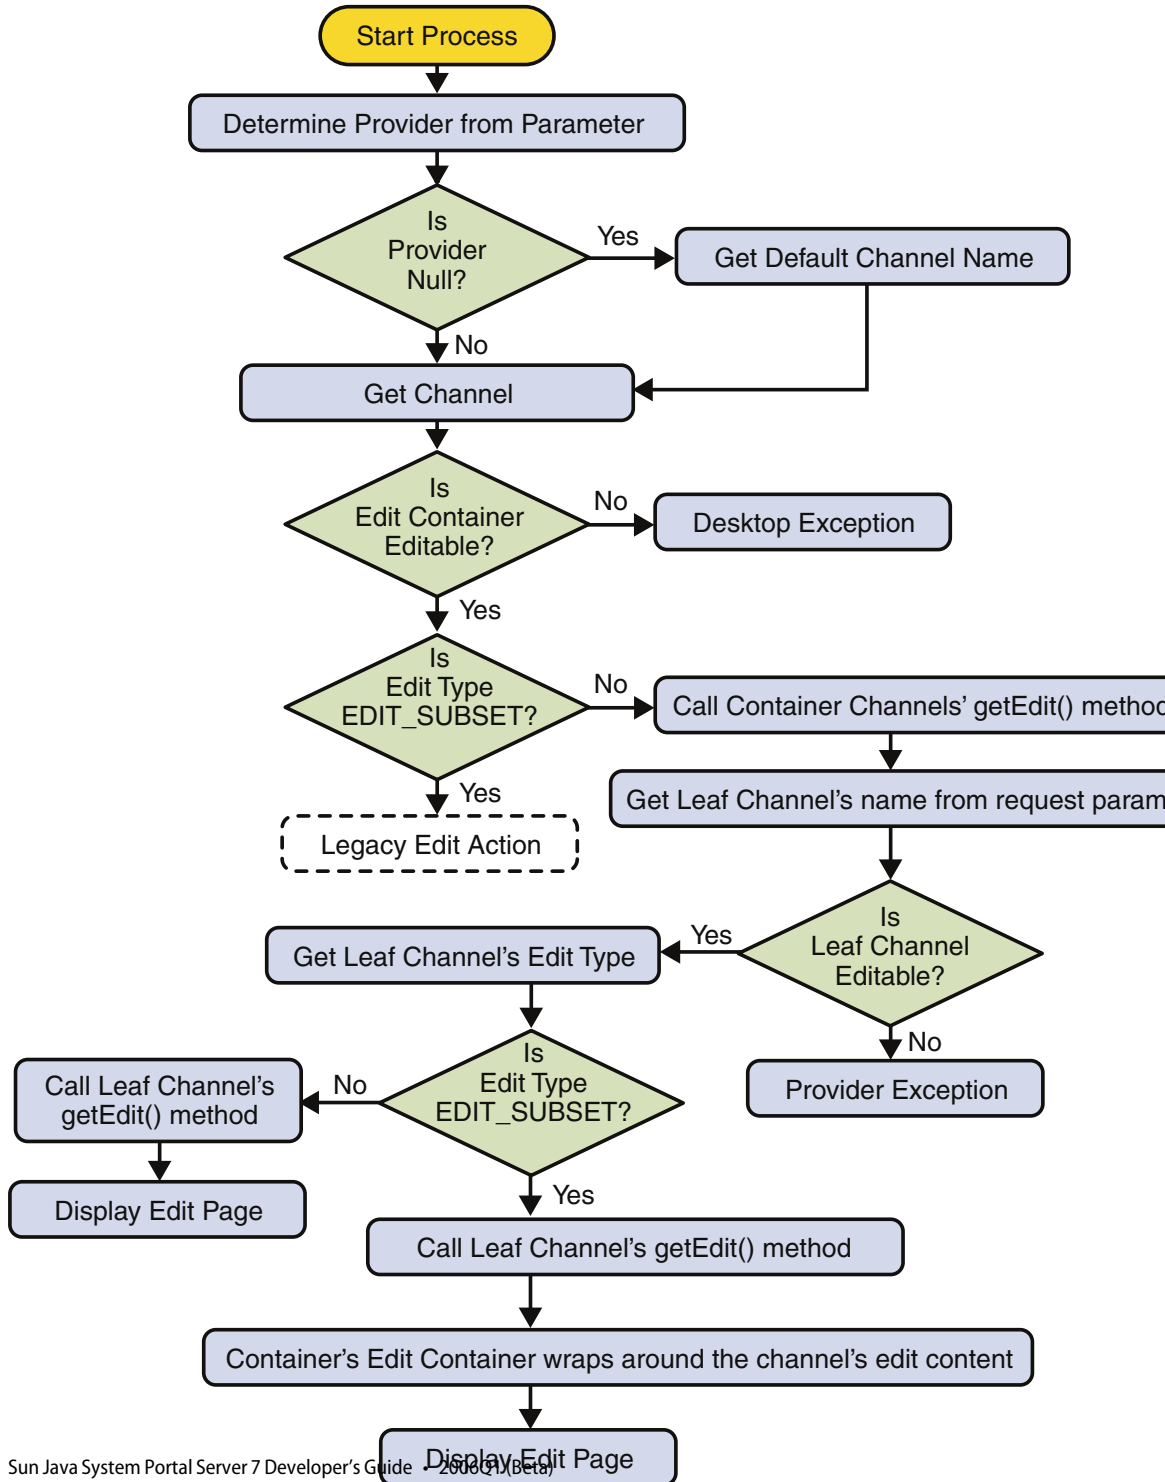 Start Process
Determine Provider from Parameter
Is
Provider
Null?
Yes
Get Default Channel Name
No
Get Channel
Is
Edit Container
Editable?
No
Desktop Exception
Yes
Is
Edit Type
EDIT_SUBSET?
No
Call Container Channels' getEdit() method
Yes
Get Leaf Channel's name from request param
Legacy Edit Action
Is
Leaf Channel
Editable?
Yes
Get Leaf Channel's Edit Type
No
Provider Exception
Is
Edit Type
EDIT_SUBSET?
No
Call Leaf Channel's
getEdit() method
Display Edit Page
Yes
Call Leaf Channel's getEdit() method
Container's Edit Container wraps around the channel's edit content
Display Edit Page
Sun Java System Portal Server 7 Developer's Guide • 2006Q1 (Beta)